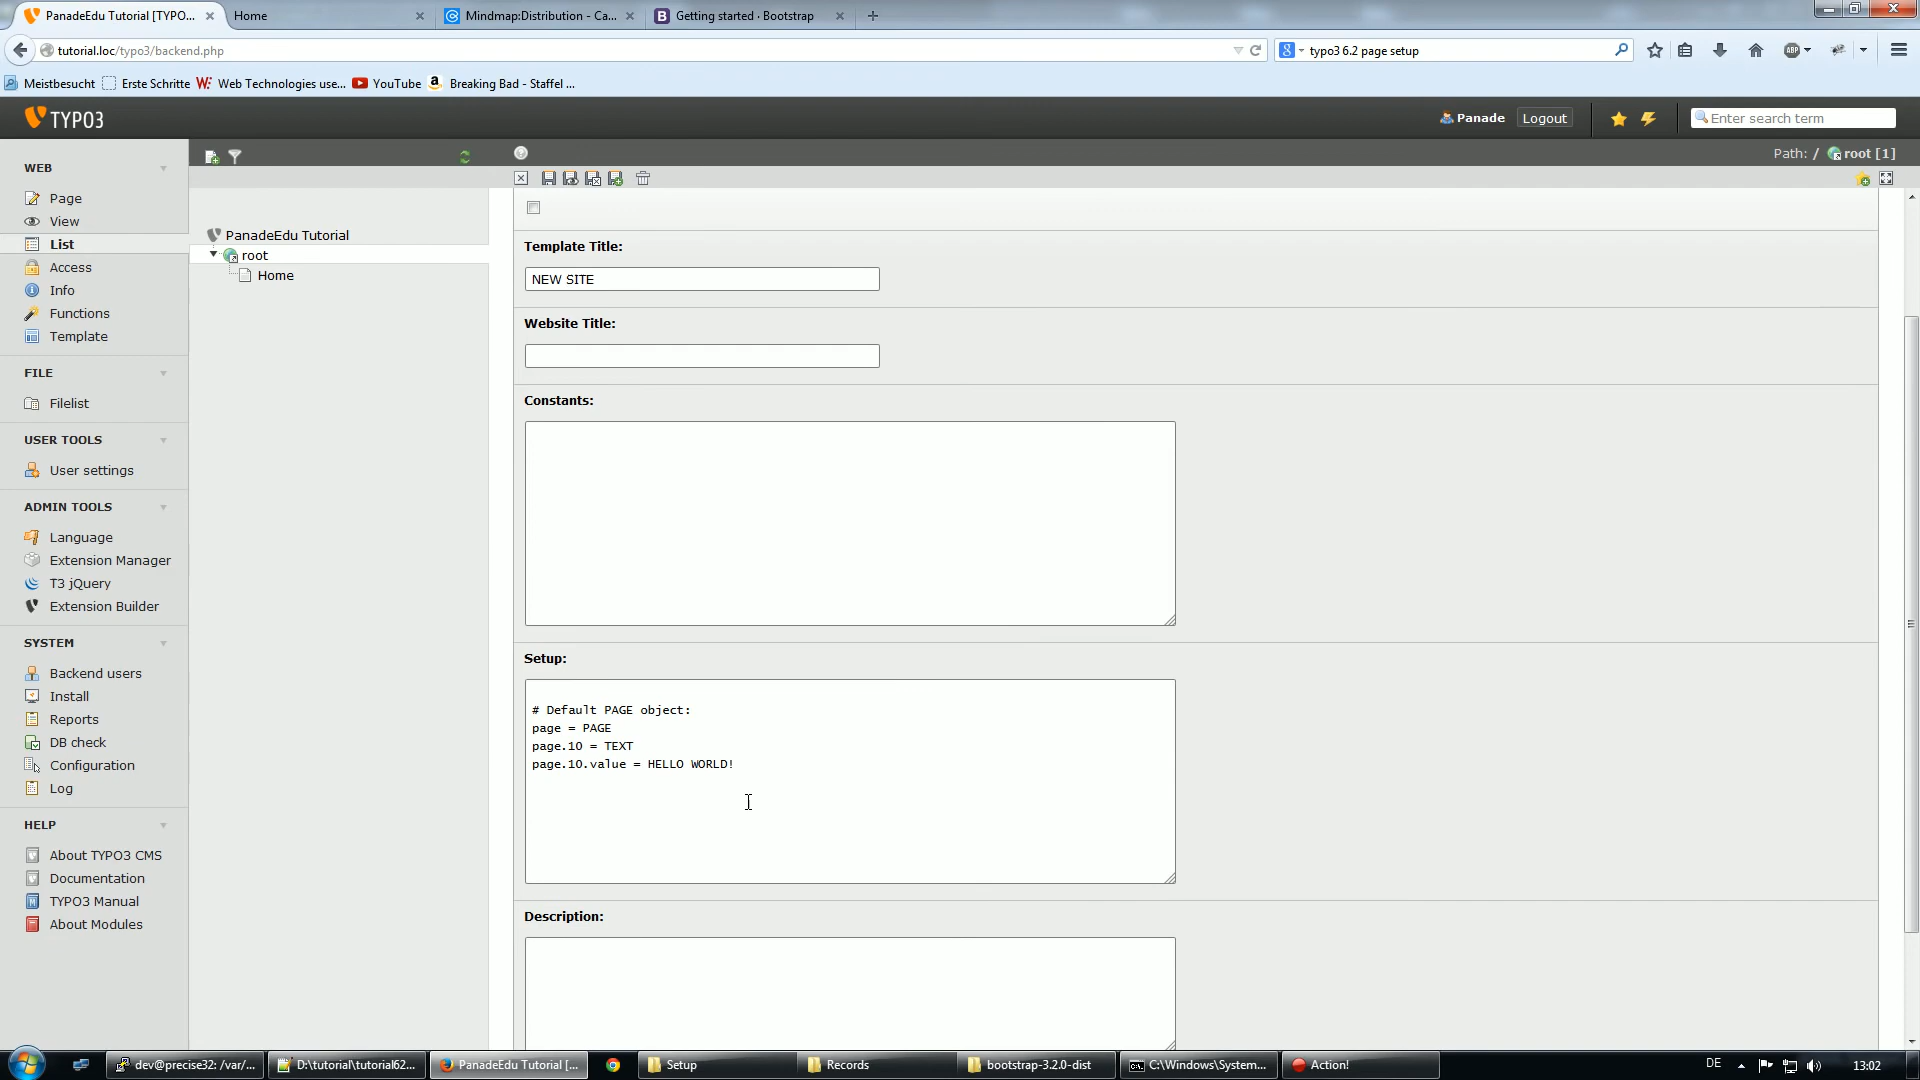 PanadeEdu Tutorial [TYPO...
Home
Mindmap:Distribution - Ca...
Getting started · Bootstrap
tutorial.loc/typo3/backend.php
typo3 6.2 page setup
ABP
Meistbesucht
Erste Schritte
Web Technologies use...
YouTube
Breaking Bad - Staffel ...
TYPO3
Panade
Logout
Enter search term
Path: / root [1]
WEB
Page
View
List
Access
Info
Functions
Template
FILE
Filelist
USER TOOLS
User settings
ADMIN TOOLS
Language
Extension Manager
T3 jQuery
Extension Builder
SYSTEM
Backend users
Install
Reports
DB check
Configuration
Log
HELP
About TYPO3 CMS
Documentation
TYPO3 Manual
About Modules
PanadeEdu Tutorial
root
Home
Template Title:
NEW SITE
Website Title:
Constants:
Setup:
# Default PAGE object:
page = PAGE
page.10 = TEXT
page.10.value = HELLO WORLD!
Description:
dev@precise32: /var/...
D:\tutorial\tutorial62...
PanadeEdu Tutorial [...
Setup
Records
bootstrap-3.2.0-dist
C:\Windows\System...
Action!
DE
13:02